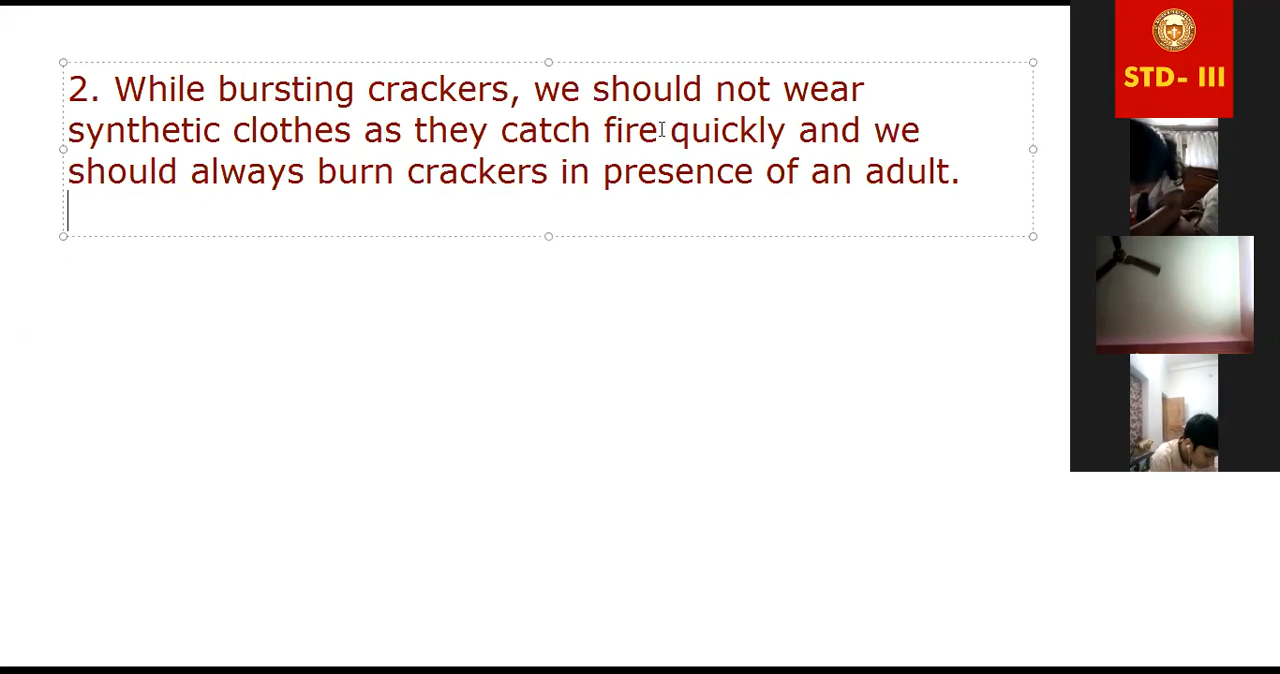 2. While bursting crackers, we should not wear
synthetic clothes as they catch fire quickly and we
should always burn crackers in presence of an adult.
STD- III